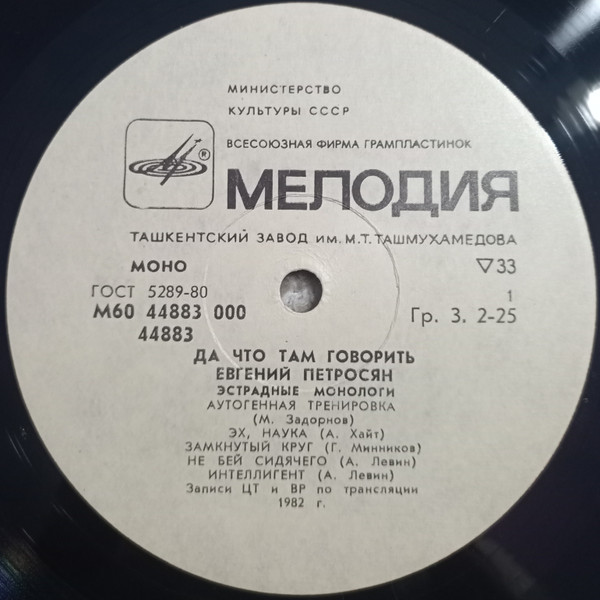 МИНИСТЕРСТВО
КУЛЬТУРЫ СССР
ВСЕСОЮЗНАЯ ФИРМА ГРАМПЛАСТИНОК
®
МЕЛОДИЯ
ТАШКЕНТСКИЙ ЗАВОД ИМ. М.Т. ТАШМУХАМЕДОВА
МОНО ▽33
ГОСТ 5289-80 1
М60 44883 000 Гр. 3. 2-25
44883
ДА ЧТО ТАМ ГОВОРИТЬ
ЕВГЕНИЙ ПЕТРОСЯН
ЭСТРАДНЫЕ МОНОЛОГИ
АУТОГЕННАЯ ТРЕНИРОВКА
(М. Задорнов)
ЭХ, НАУКА (А. Хайт)
ЗАМКНУТЫЙ КРУГ (Г. Минников)
НЕ БЕЙ СИДЯЧЕГО (А. Левин)
ИНТЕЛЛИГЕНТ (А. Левин)
Записи ЦТ и ВР по трансляции
1982 г.